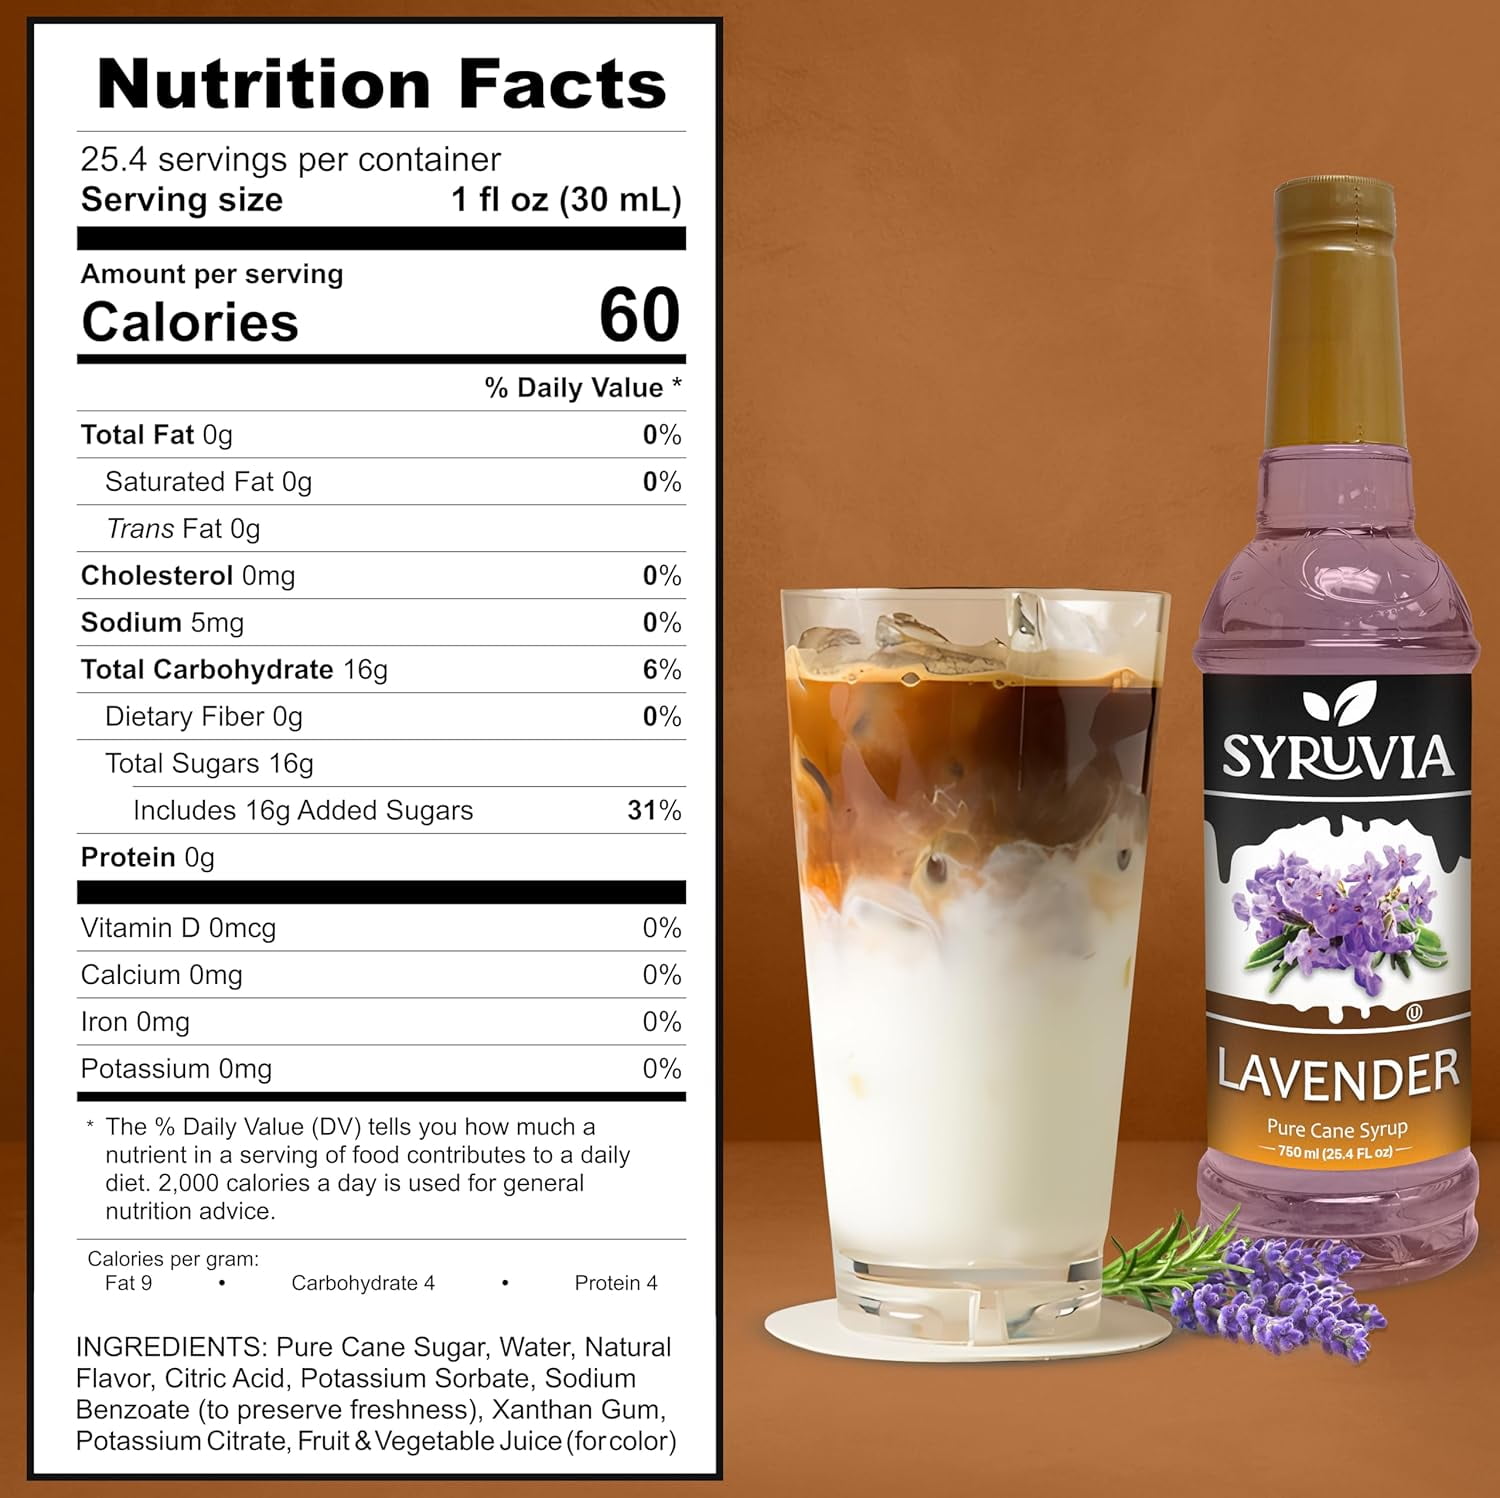 Nutrition Facts
25.4 servings per container
Serving size 1 fl oz (30 mL)
Amount per serving
Calories 60
% Daily Value *
Total Fat 0g 0%
Saturated Fat 0g 0%
Trans Fat 0g
Cholesterol 0mg 0%
Sodium 5mg 0%
Total Carbohydrate 16g 6%
Dietary Fiber 0g 0%
Total Sugars 16g
Includes 16g Added Sugars 31%
Protein 0g
Vitamin D 0mcg 0%
Calcium 0mg 0%
Iron 0mg 0%
Potassium 0mg 0%
* The % Daily Value (DV) tells you how much a
nutrient in a serving of food contributes to a daily
diet. 2,000 calories a day is used for general
nutrition advice.
Calories per gram:
Fat 9 • Carbohydrate 4 • Protein 4
INGREDIENTS: Pure Cane Sugar, Water, Natural
Flavor, Citric Acid, Potassium Sorbate, Sodium
Benzoate (to preserve freshness), Xanthan Gum,
Potassium Citrate, Fruit & Vegetable Juice (for color)
SYRUVIA
U
LAVENDER
Pure Cane Syrup
750 ml (25.4 FL oz)